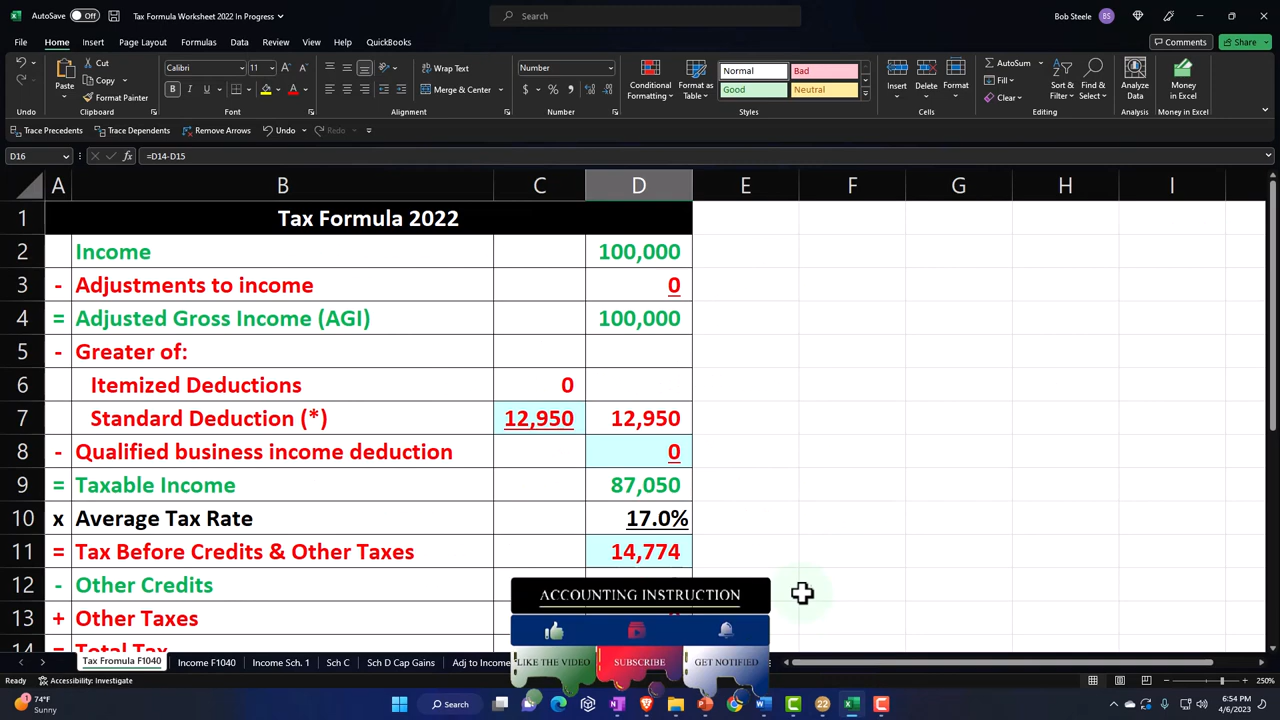 AutoSave Off Tax Formula Worksheet 2022 In Progress Search Bob Steele BS
File Home Insert Page Layout Formulas Data Review View Help QuickBooks Comments Share
Paste Cut Copy Format Painter Calibri 11 Wrap Text Merge & Center Number Conditional Formatting Format as Table Normal Bad Good Neutral Insert Delete Format AutoSum Clear Sort & Filter Find & Select Analyze Data Money in Excel
Undo Clipboard Font Alignment Number Styles Cells Editing Analysis Money in Excel
Trace Precedents Trace Dependents Remove Arrows Undo Redo
D16 fx =D14-D15
A B C D E F G H I
1 Tax Formula 2022
2 Income 100,000
3 - Adjustments to income 0
4 = Adjusted Gross Income (AGI) 100,000
5 - Greater of:
6 Itemized Deductions 0
7 Standard Deduction (*) 12,950 12,950
8 - Qualified business income deduction 0
9 = Taxable Income 87,050
10 x Average Tax Rate 17.0%
11 = Tax Before Credits & Other Taxes 14,774
12 - Other Credits
13 + Other Taxes
14 = Total Tax
ACCOUNTING INSTRUCTION
LIKE THE VIDEO SUBSCRIBE GET NOTIFIED
Tax Fromula F1040 Income F1040 Income Sch. 1 Sch C Sch D Cap Gains Adj to Income
Ready Accessibility: Investigate 250%
74°F
Sunny
Search
6:54 PM
4/6/2023